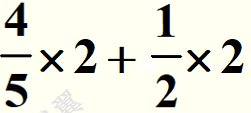 4/5 × 2 + 1/2 × 2